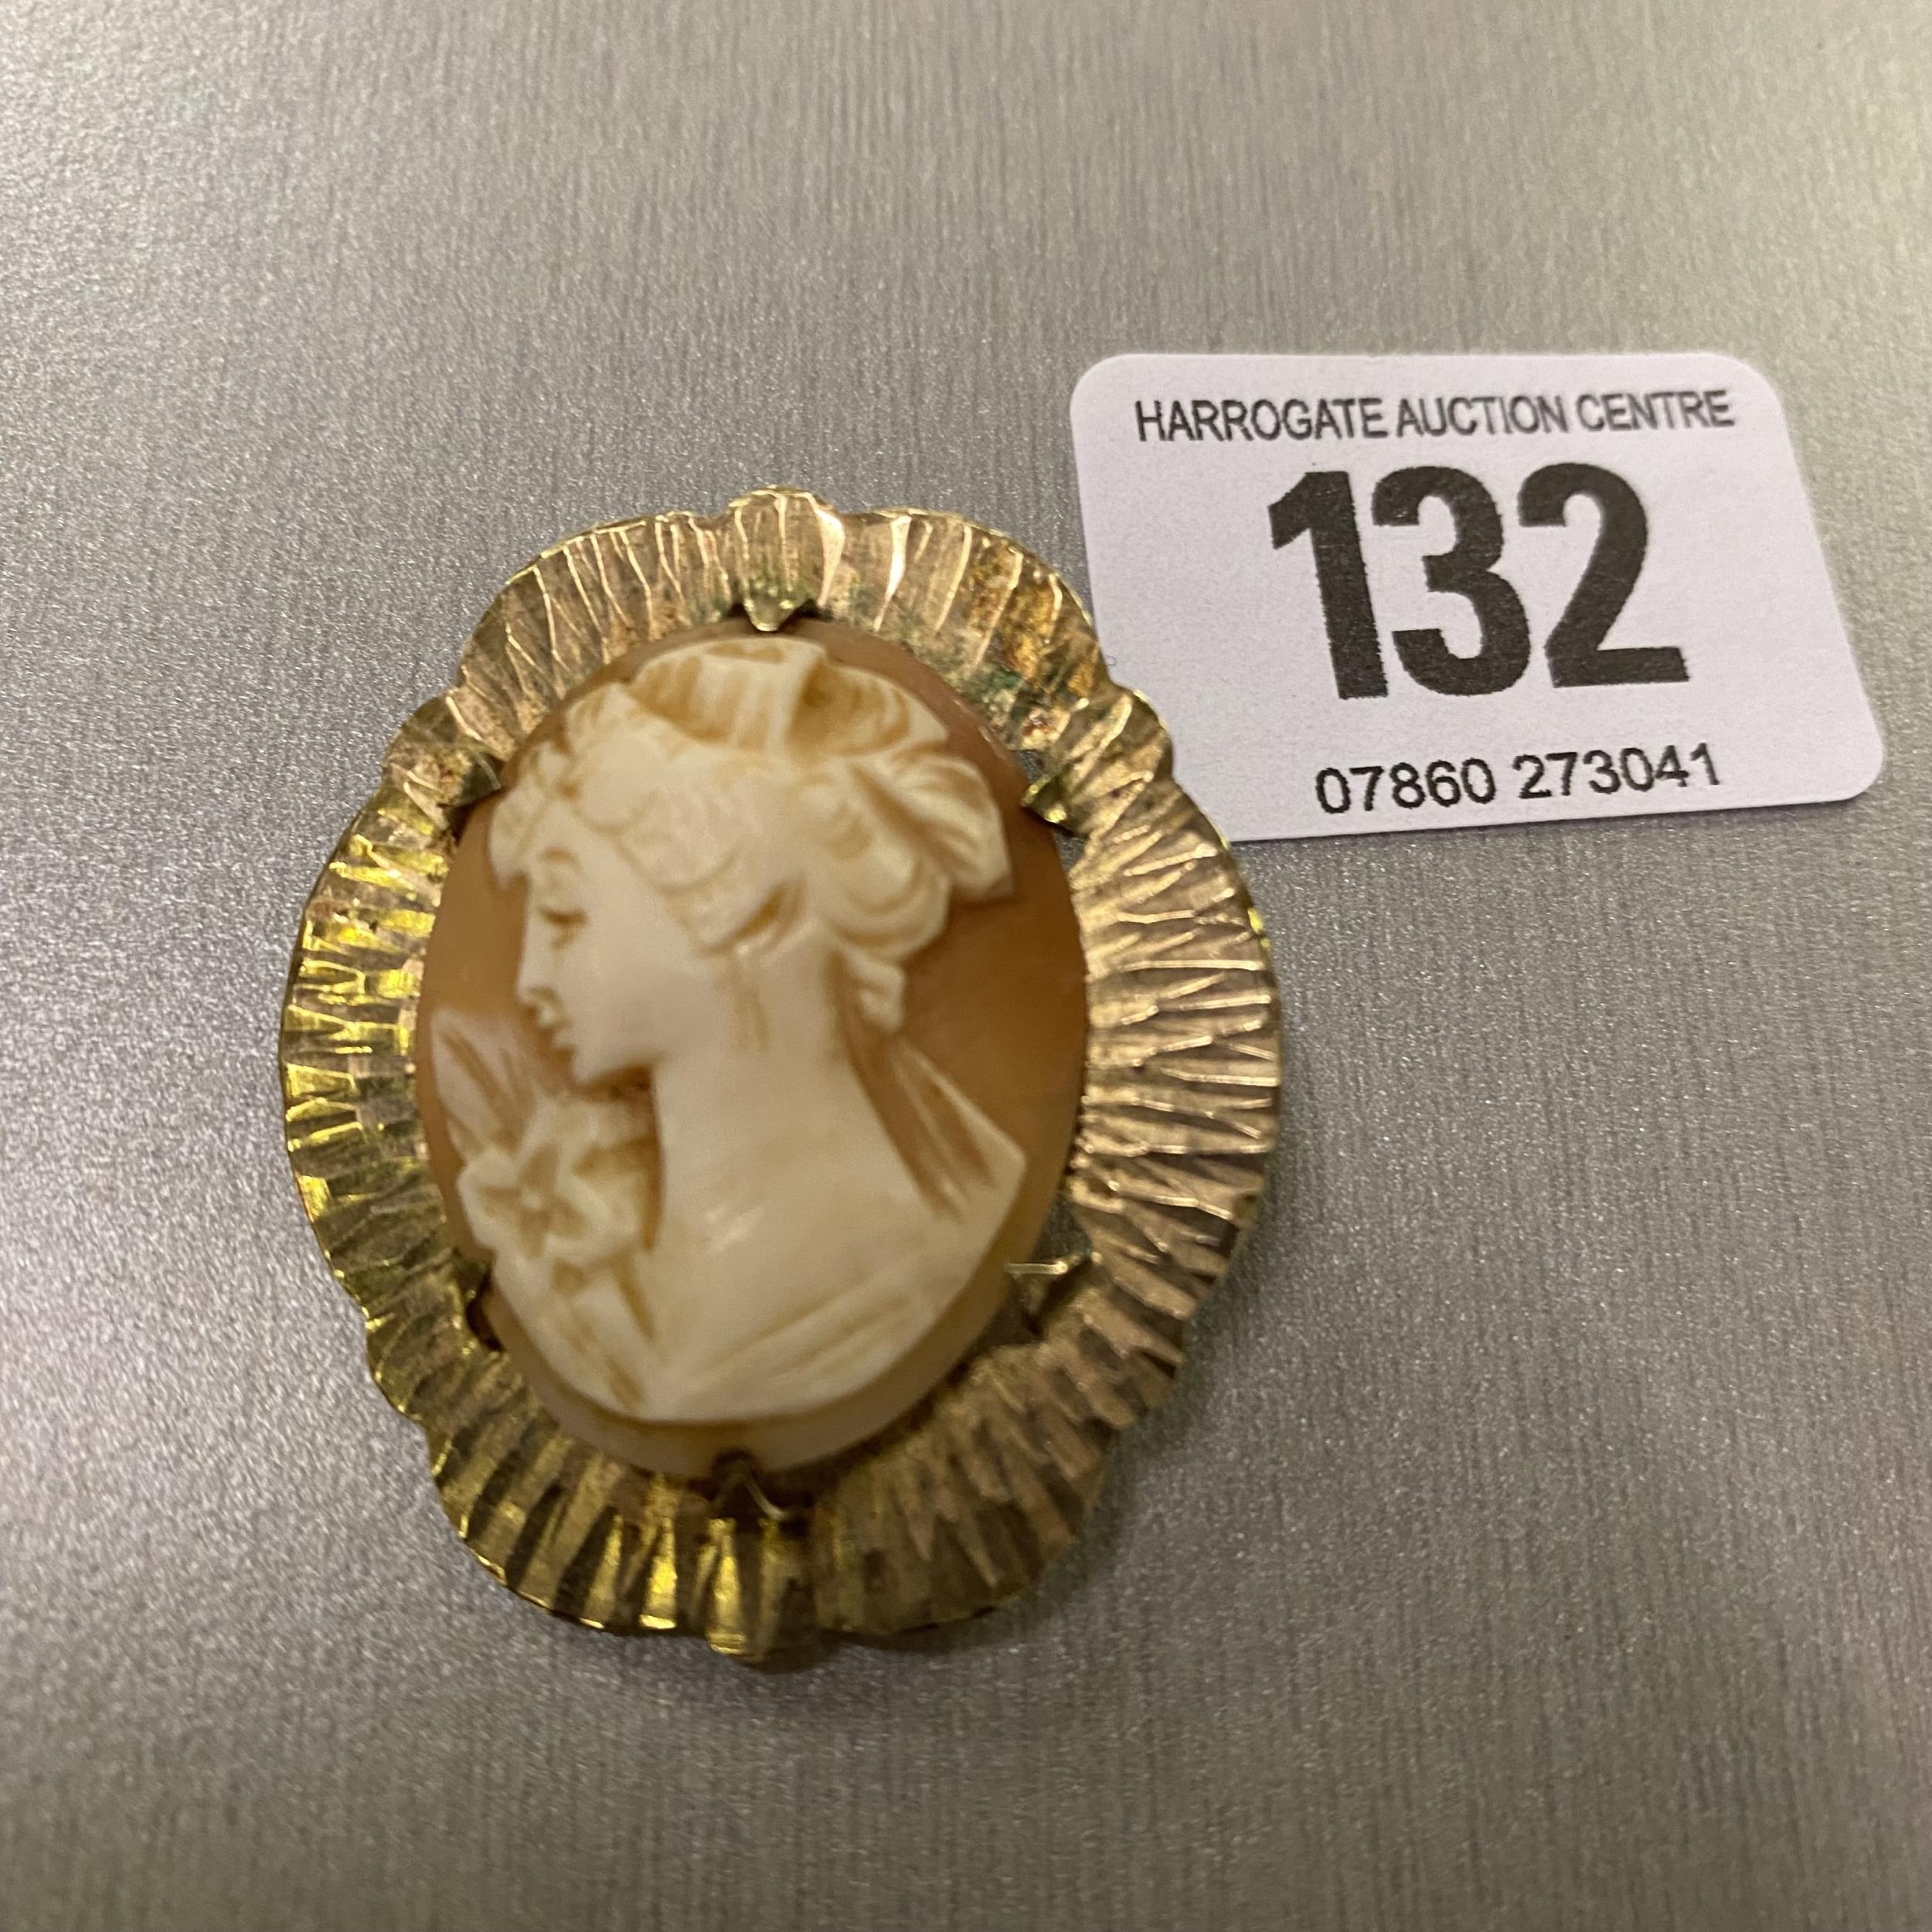 HARROGATE AUCTION CENTRE
132
07860 273041